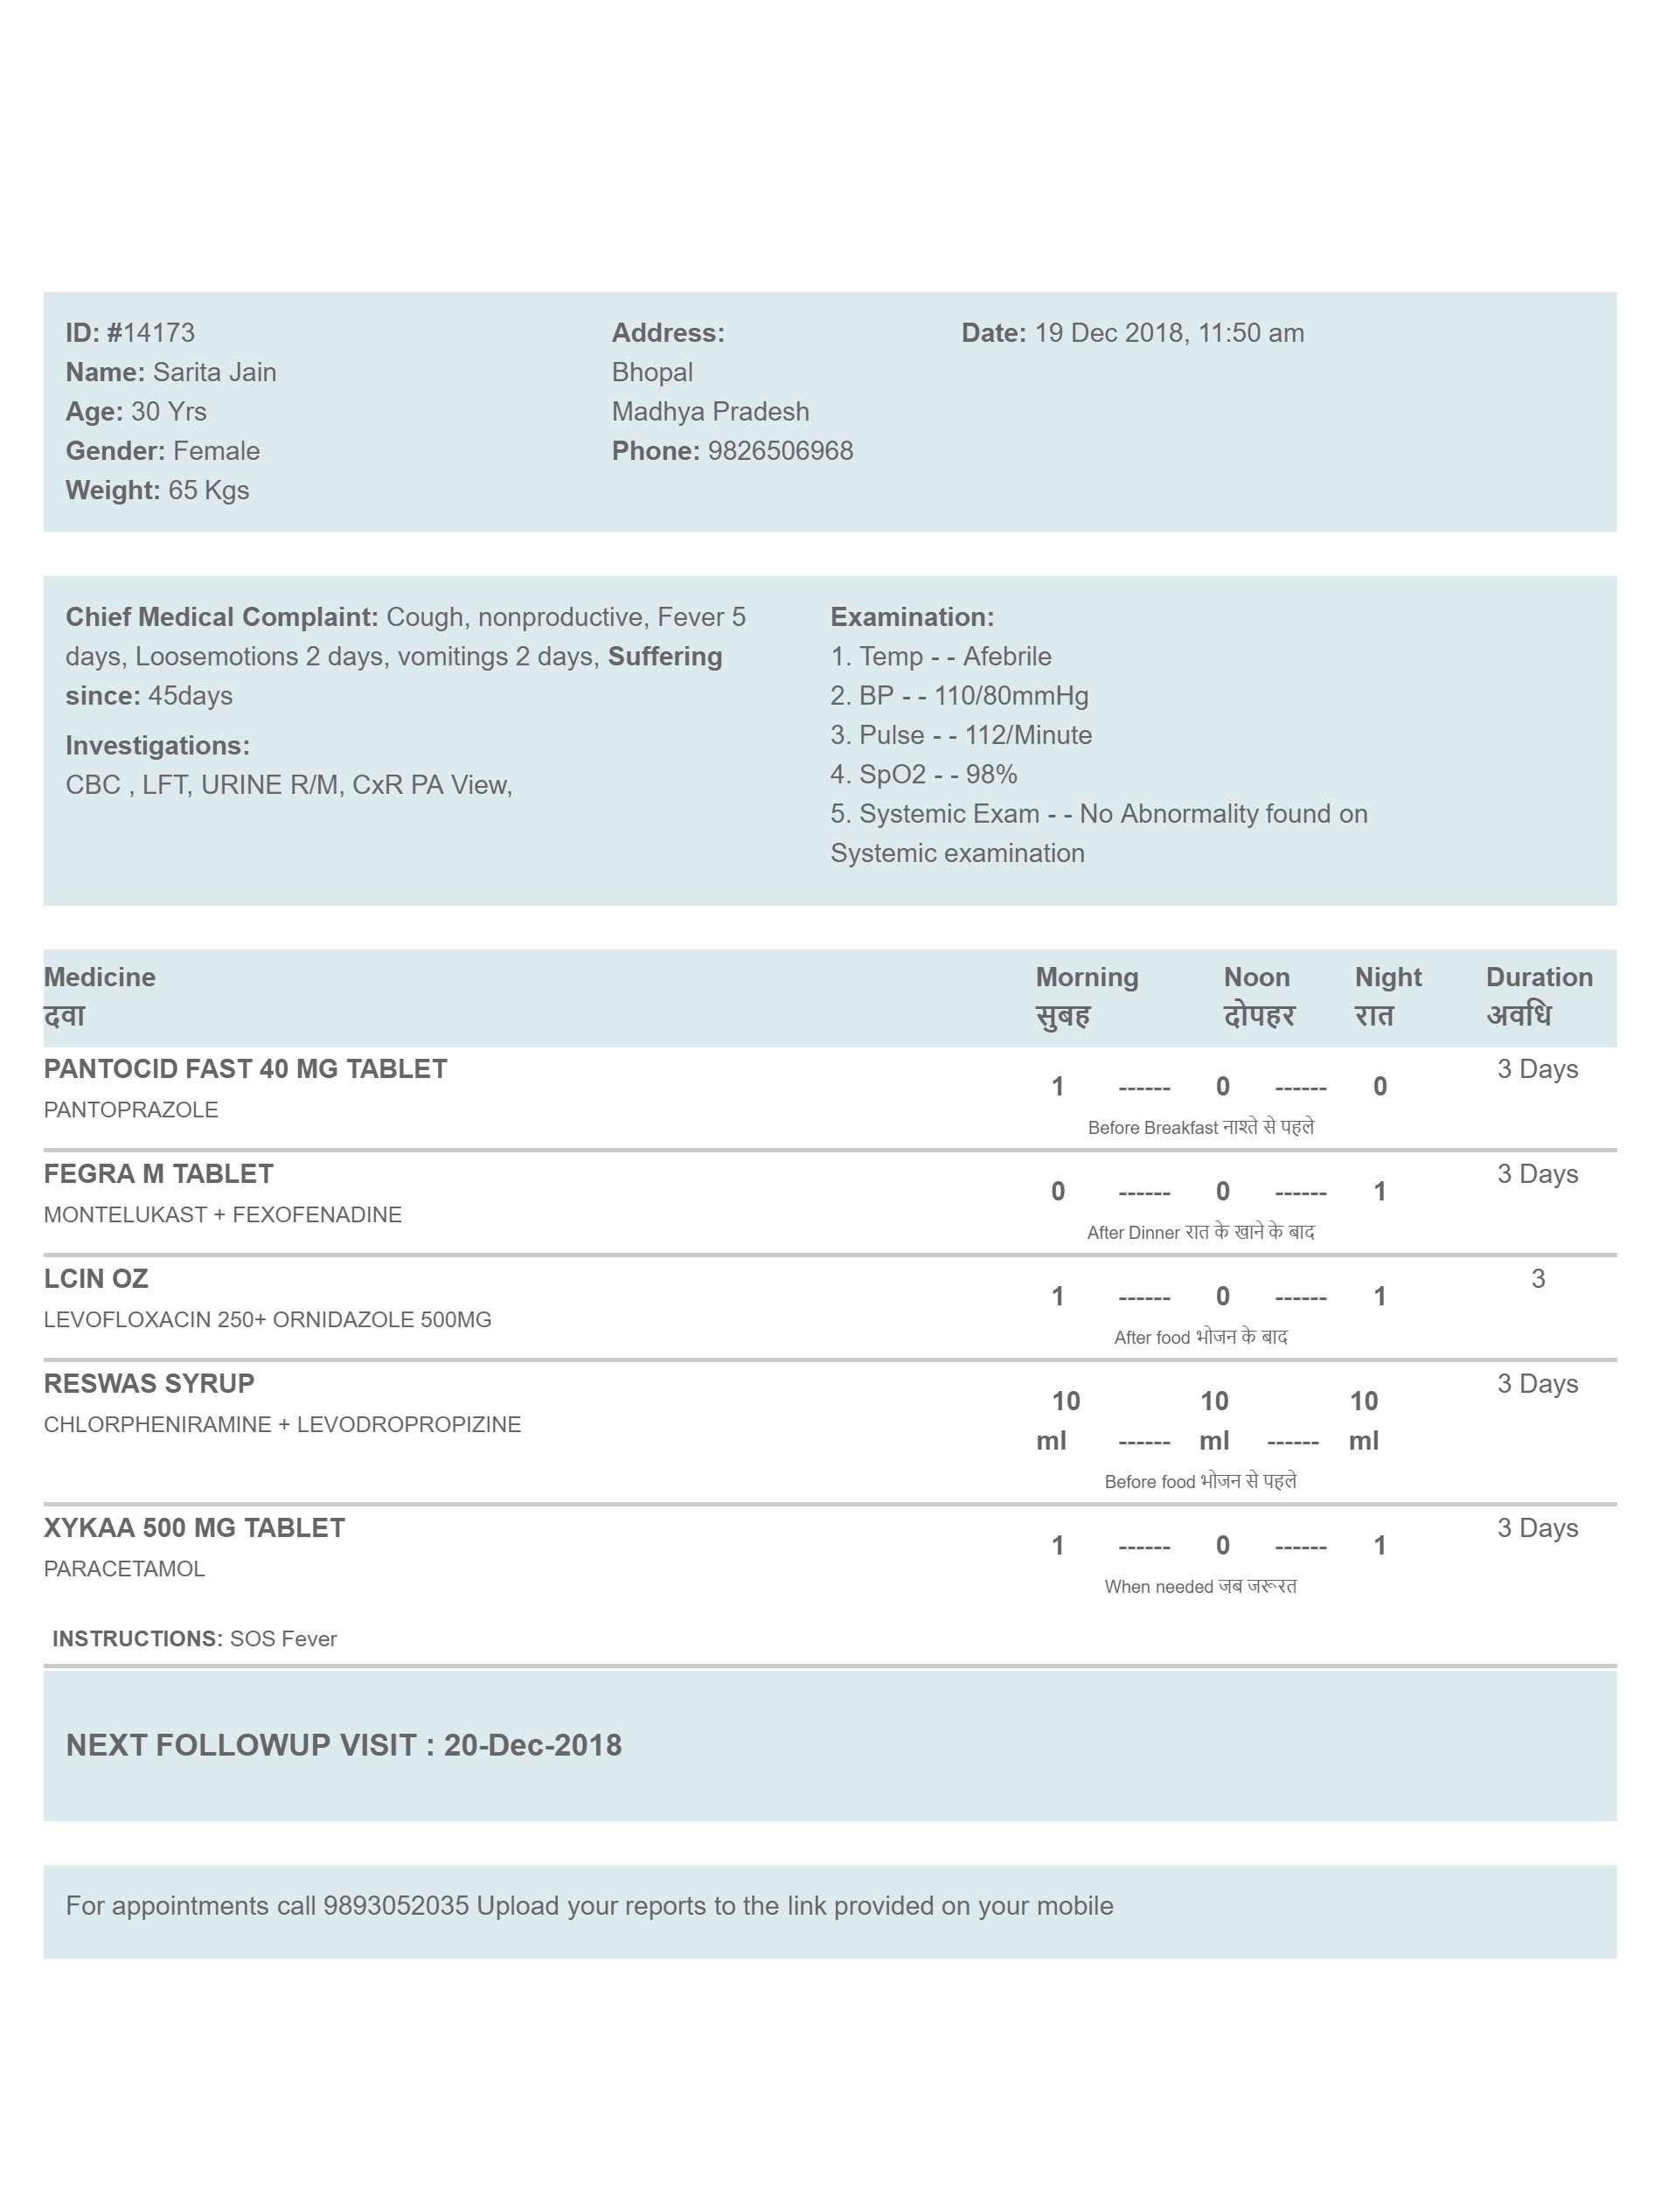 ID: #14173
Name: Sarita Jain
Age: 30 Yrs
Gender: Female
Weight: 65 Kgs
Address:
Bhopal
Madhya Pradesh
Phone: 9826506968
Date: 19 Dec 2018, 11:50 am
Chief Medical Complaint: Cough, nonproductive, Fever 5
days, Loosemotions 2 days, vomitings 2 days, Suffering
since: 45days
Investigations:
CBC , LFT, URINE R/M, CxR PA View,
Examination:
1. Temp - - Afebrile
2. BP - - 110/80mmHg
3. Pulse - - 112/Minute
4. SpO2 - - 98%
5. Systemic Exam - - No Abnormality found on
Systemic examination
Medicine Morning Noon Night Duration
दवा सुबह दोपहर रात अवधि
PANTOCID FAST 40 MG TABLET 3 Days
1 ------ 0 ------ 0
PANTOPRAZOLE
Before Breakfast नाश्ते से पहले
FEGRA M TABLET 3 Days
0 ------ 0 ------ 1
MONTELUKAST + FEXOFENADINE
After Dinner रात के खाने के बाद
LCIN OZ 3
1 ------ 0 ------ 1
LEVOFLOXACIN 250+ ORNIDAZOLE 500MG
After food भोजन के बाद
RESWAS SYRUP 3 Days
10 10 10
CHLORPHENIRAMINE + LEVODROPROPIZINE
ml ------ ml ------ ml
Before food भोजन से पहले
XYKAA 500 MG TABLET 3 Days
1 ------ 0 ------ 1
PARACETAMOL
When needed जब जरूरत
INSTRUCTIONS: SOS Fever
NEXT FOLLOWUP VISIT : 20-Dec-2018
For appointments call 9893052035 Upload your reports to the link provided on your mobile